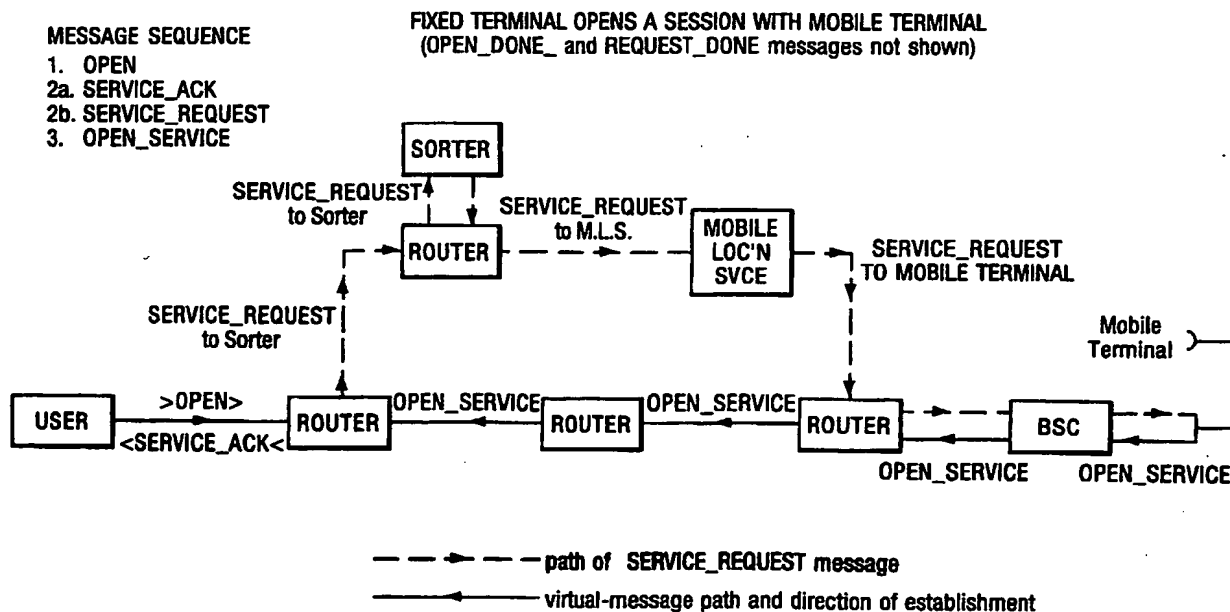 FIXED TERMINAL OPENS A SESSION WITH MOBILE TERMINAL
(OPEN_DONE_ and REQUEST_DONE messages not shown)
MESSAGE SEQUENCE
1. OPEN
2a. SERVICE_ACK
2b. SERVICE_REQUEST
3. OPEN_SERVICE
SORTER
SERVICE_REQUEST
to Sorter
ROUTER
SERVICE_REQUEST
to M.L.S.
MOBILE
LOC'N
SVCE
SERVICE_REQUEST
TO MOBILE TERMINAL
SERVICE_REQUEST
to Sorter
Mobile
Terminal
USER
>OPEN>
<SERVICE_ACK<
ROUTER
OPEN_SERVICE
ROUTER
OPEN_SERVICE
ROUTER
OPEN_SERVICE
BSC
OPEN_SERVICE
path of SERVICE_REQUEST message
virtual-message path and direction of establishment